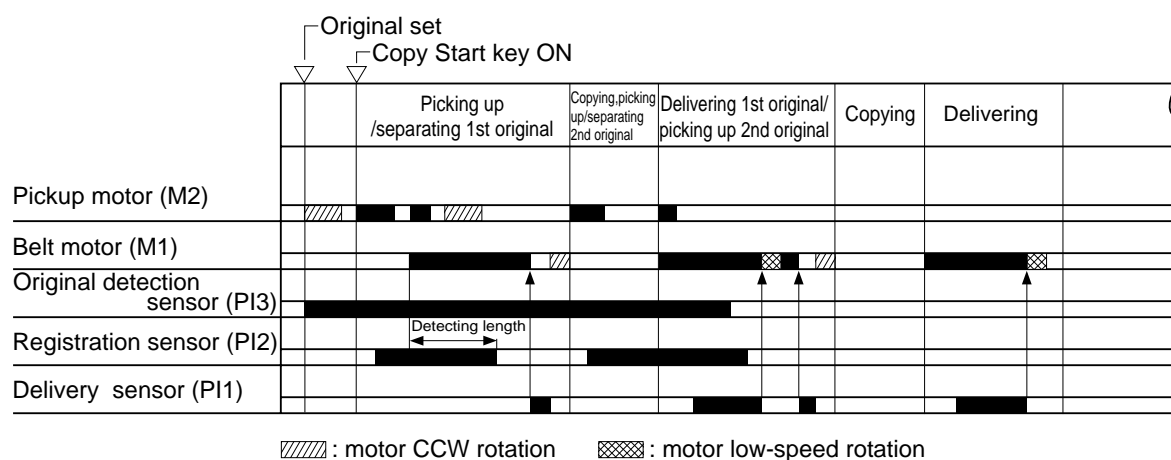 Original set
Copy Start key ON
Picking up
/separating 1st original
Copying,picking
up/separating
2nd original
Delivering 1st original/
picking up 2nd original
Copying
Delivering
Pickup motor (M2)
Belt motor (M1)
Original detection
sensor (PI3)
Detecting length
Registration sensor (PI2)
Delivery sensor (PI1)
: motor CCW rotation
: motor low-speed rotation